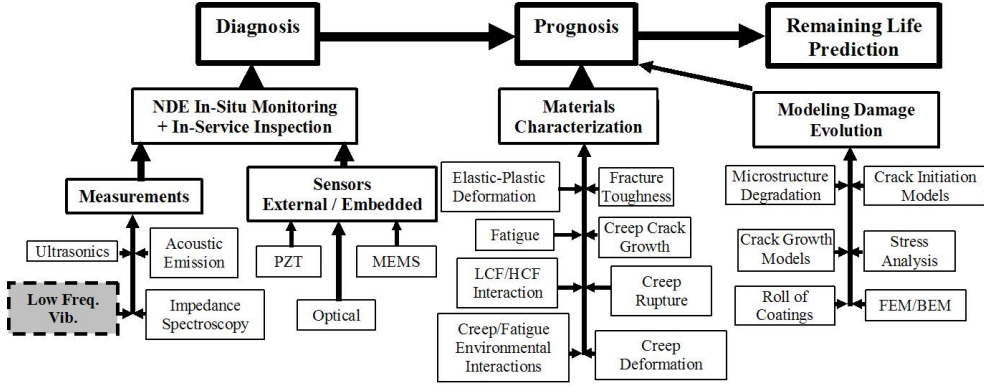 Diagnosis
Prognosis
Remaining Life
Prediction
NDE In-Situ Monitoring
+ In-Service Inspection
Materials
Characterization
Modeling Damage
Evolution
Measurements
Sensors
External / Embedded
Ultrasonics
Acoustic
Emission
Low Freq.
Vib.
Impedance
Spectroscopy
PZT
MEMS
Optical
Elastic-Plastic
Deformation
Fracture
Toughness
Fatigue
Creep Crack
Growth
LCF/HCF
Interaction
Creep
Rupture
Creep/Fatigue
Environmental
Interactions
Creep
Deformation
Microstructure
Degradation
Crack Initiation
Models
Crack Growth
Models
Stress
Analysis
Roll of
Coatings
FEM/BEM